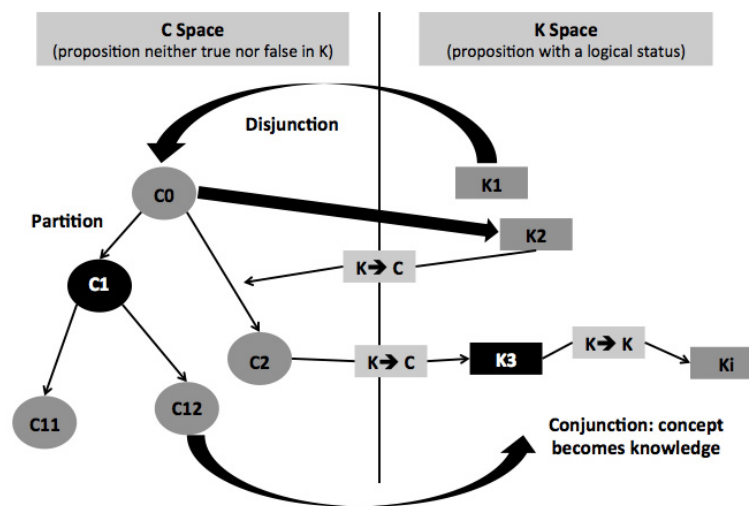 C Space
(proposition neither true nor false in K)
K Space
(proposition with a logical status)
Disjunction
K1
C0
Partition
K2
K➔ C
C1
C2
K➔ C
K3
K➔ K
Ki
C11
C12
Conjunction: concept
becomes knowledge